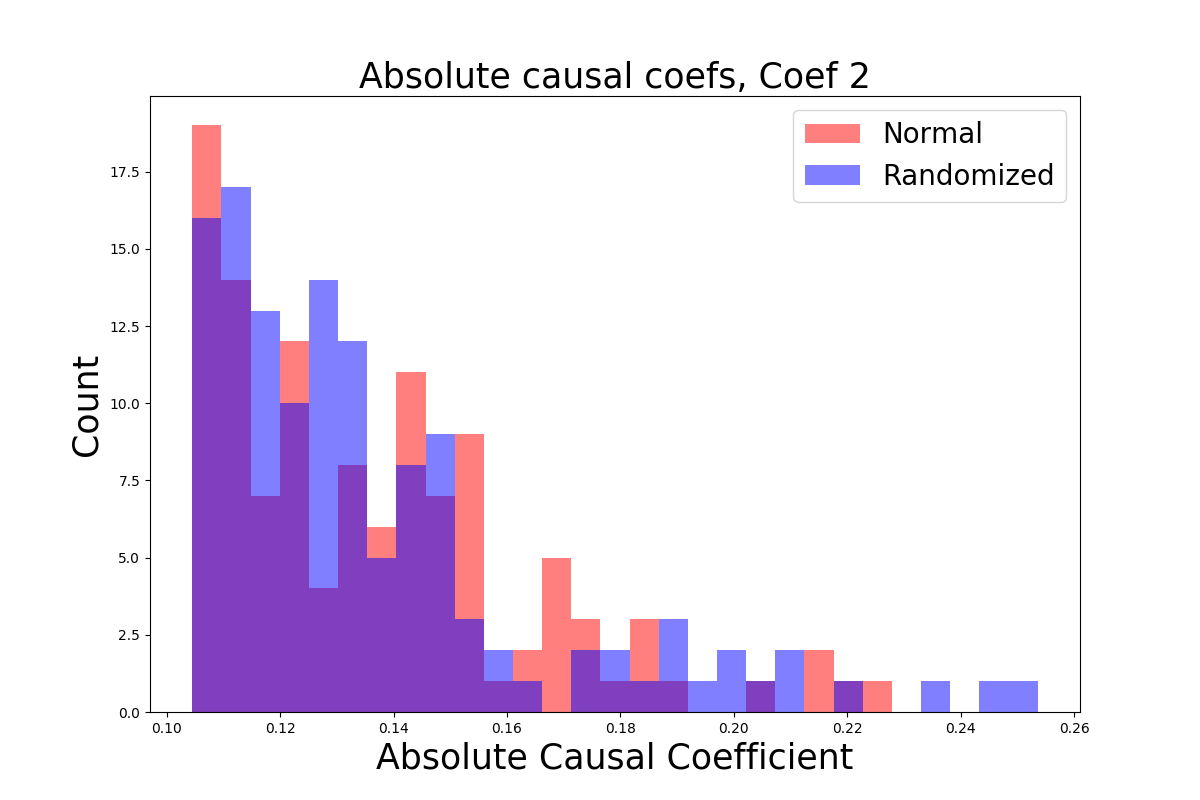 Absolute causal coefs, Coef 2
Normal
Randomized
Count
17.5
15.0
12.5
10.0
7.5
5.0
2.5
0.0
0.10 0.12 0.14 0.16 0.18 0.20 0.22 0.24 0.26
Absolute Causal Coefficient